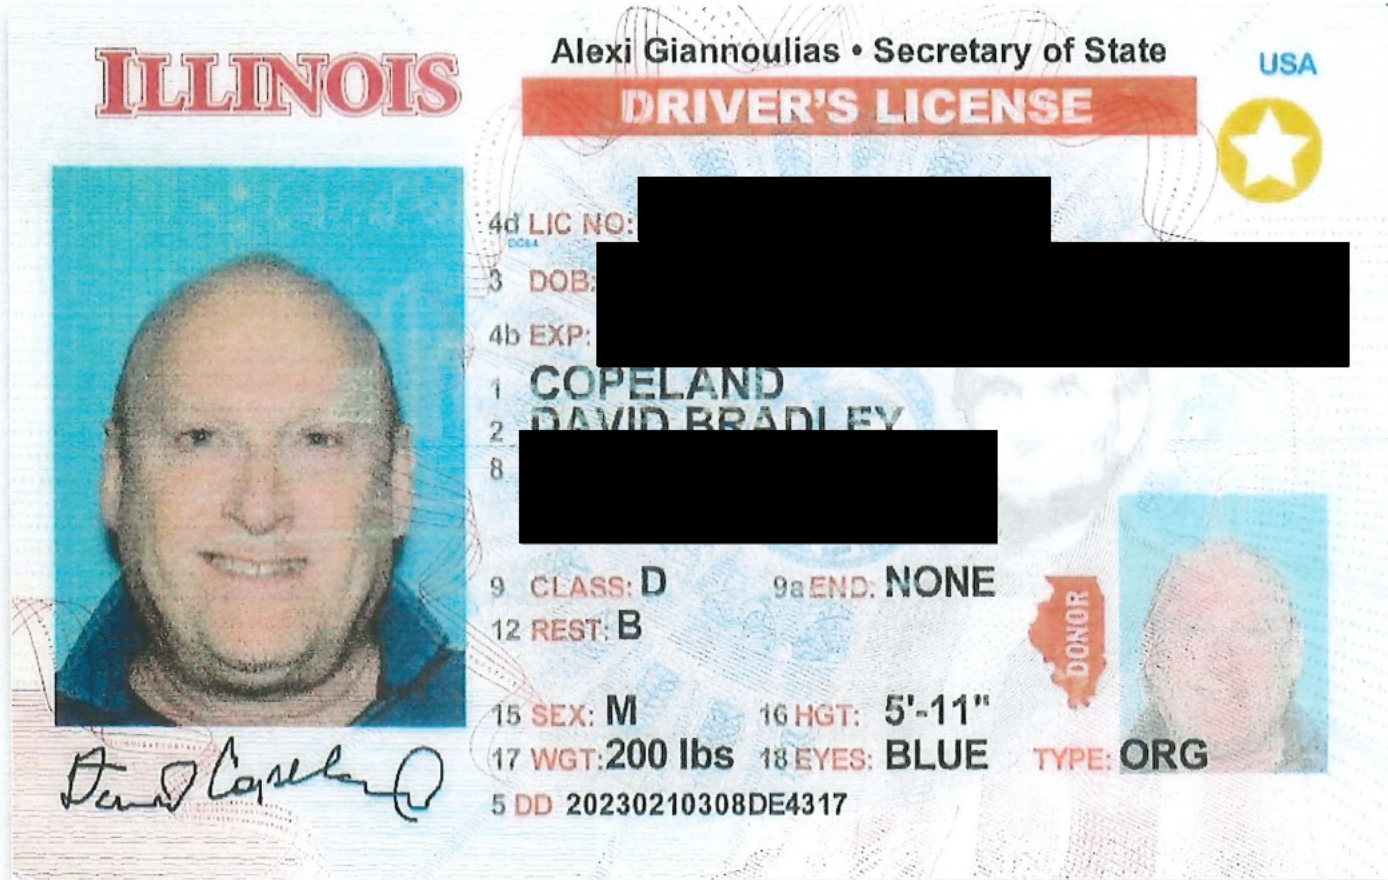 ILLINOIS
Alexi Giannoulias • Secretary of State
USA
DRIVER'S LICENSE
4d LIC NO:
3 DOB:
4b EXP:
1 COPELAND
2 DAVID BRADLEY
8
9 CLASS: D 9a END: NONE
12 REST: B
DONOR
15 SEX: M 16 HGT: 5'-11"
17 WGT: 200 lbs 18 EYES: BLUE TYPE: ORG
5 DD 20230210308DE4317
David Copeland